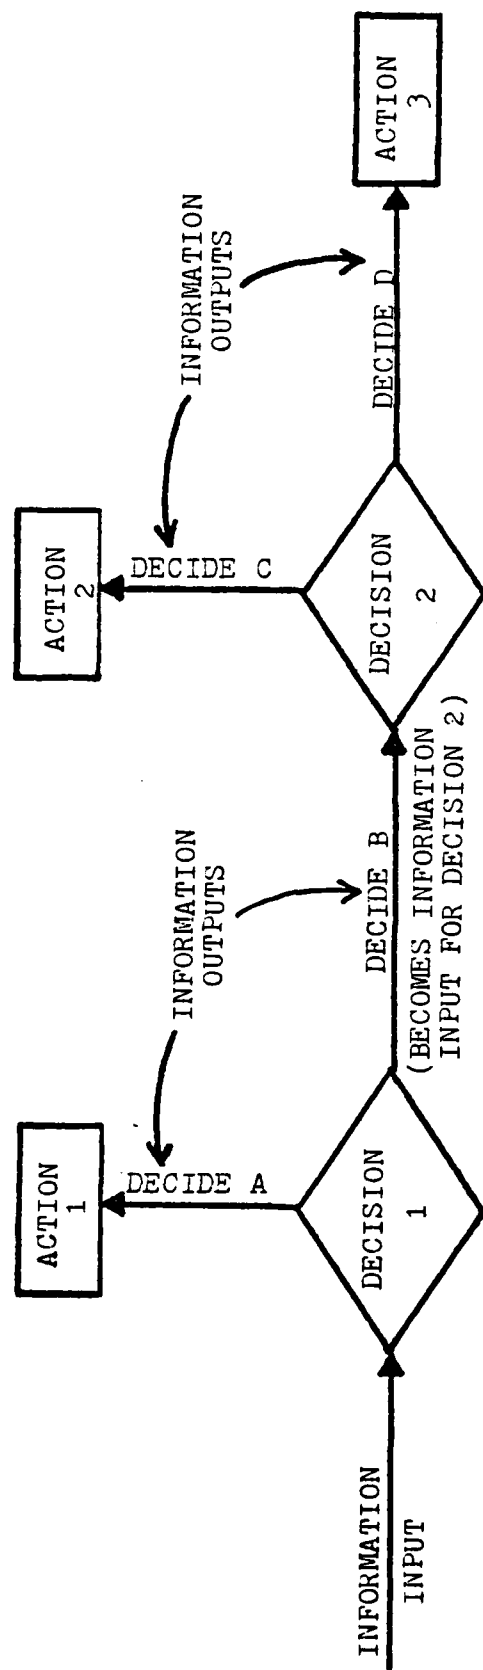 INFORMATION
INPUT
DECISION
1
DECIDE A
ACTION
1
INFORMATION
OUTPUTS
DECIDE B
(BECOMES INFORMATION
INPUT FOR DECISION 2)
DECISION
2
DECIDE C
ACTION
2
INFORMATION
OUTPUTS
DECIDE D
ACTION
3